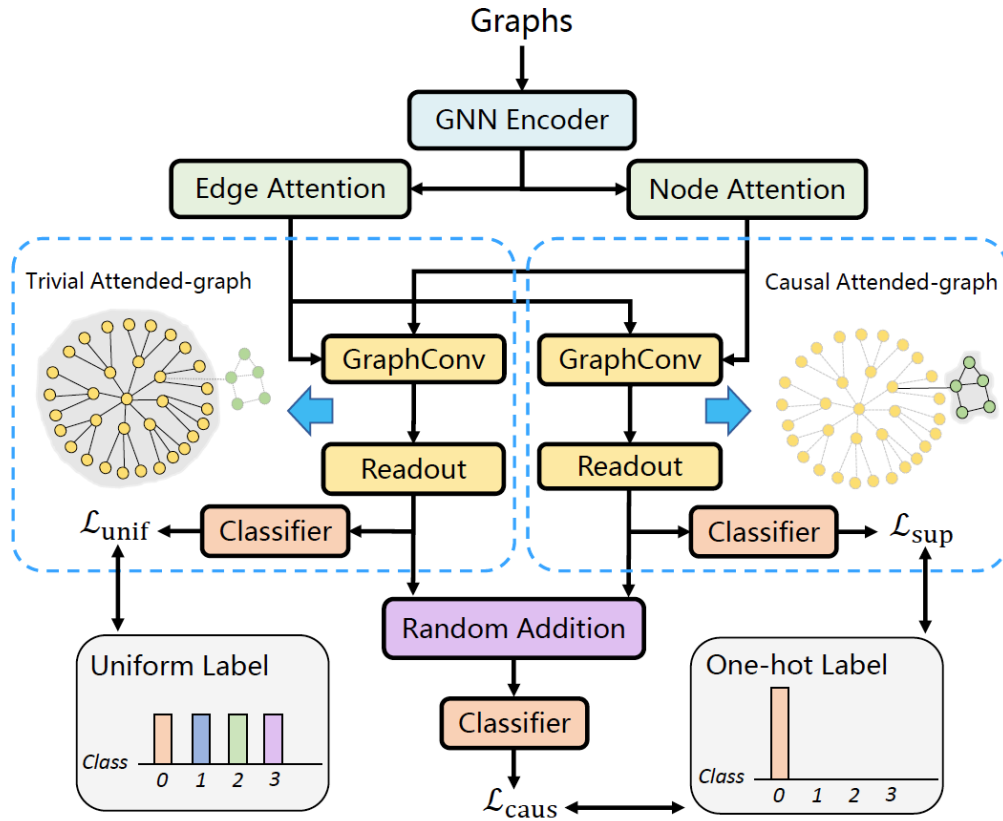 Graphs
GNN Encoder
Edge Attention
Node Attention
Trivial Attended-graph
Causal Attended-graph
GraphConv
GraphConv
Readout
Readout
ℒunif
Classifier
Classifier
ℒsup
Random Addition
Uniform Label
Class
0 1 2 3
Classifier
ℒcaus
One-hot Label
Class
0 1 2 3